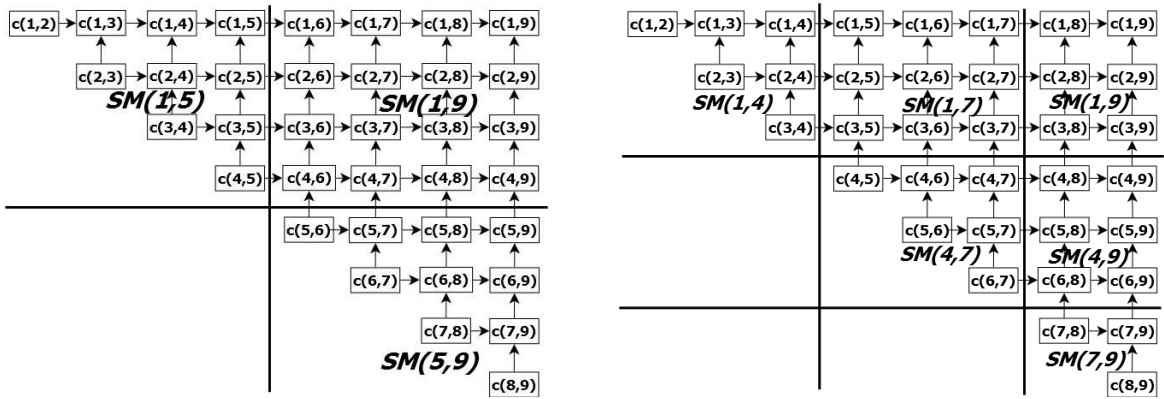 c(1,2) c(1,3) c(1,4) c(1,5) c(1,6) c(1,7) c(1,8) c(1,9)
c(2,3) c(2,4) c(2,5) c(2,6) c(2,7) c(2,8) c(2,9)
SM(1,5) SM(1,9)
c(3,4) c(3,5) c(3,6) c(3,7) c(3,8) c(3,9)
c(4,5) c(4,6) c(4,7) c(4,8) c(4,9)
c(5,6) c(5,7) c(5,8) c(5,9)
c(6,7) c(6,8) c(6,9)
c(7,8) c(7,9)
SM(5,9)
c(8,9)
c(1,2) c(1,3) c(1,4) c(1,5) c(1,6) c(1,7) c(1,8) c(1,9)
c(2,3) c(2,4) c(2,5) c(2,6) c(2,7) c(2,8) c(2,9)
SM(1,4) SM(1,7) SM(1,9)
c(3,4) c(3,5) c(3,6) c(3,7) c(3,8) c(3,9)
c(4,5) c(4,6) c(4,7) c(4,8) c(4,9)
c(5,6) c(5,7) c(5,8) c(5,9)
SM(4,7) SM(4,9)
c(6,7) c(6,8) c(6,9)
c(7,8) c(7,9)
SM(7,9)
c(8,9)